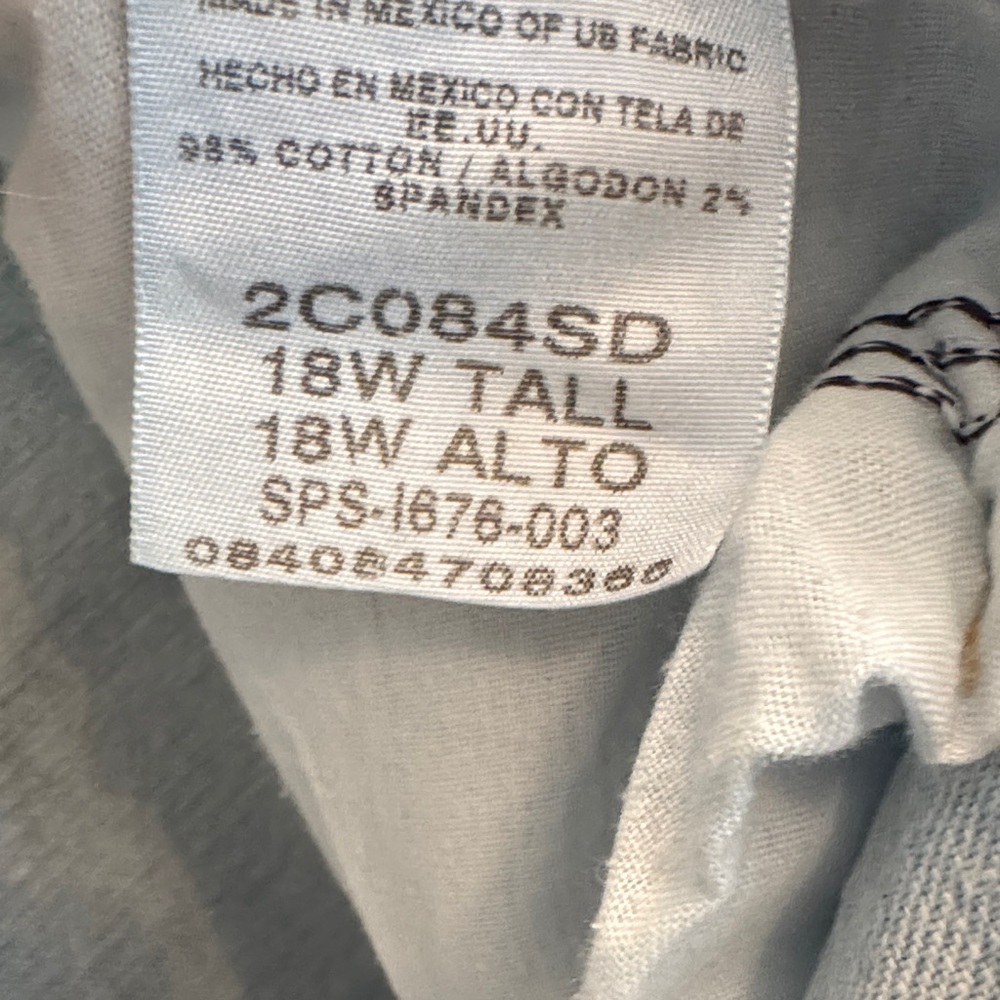 MADE IN MEXICO OF US FABRIC
HECHO EN MEXICO CON TELA DE
EE.UU.
98% COTTON / ALGODON 2%
SPANDEX
2C084SD
18W TALL
18W ALTO
SPS-I676-003